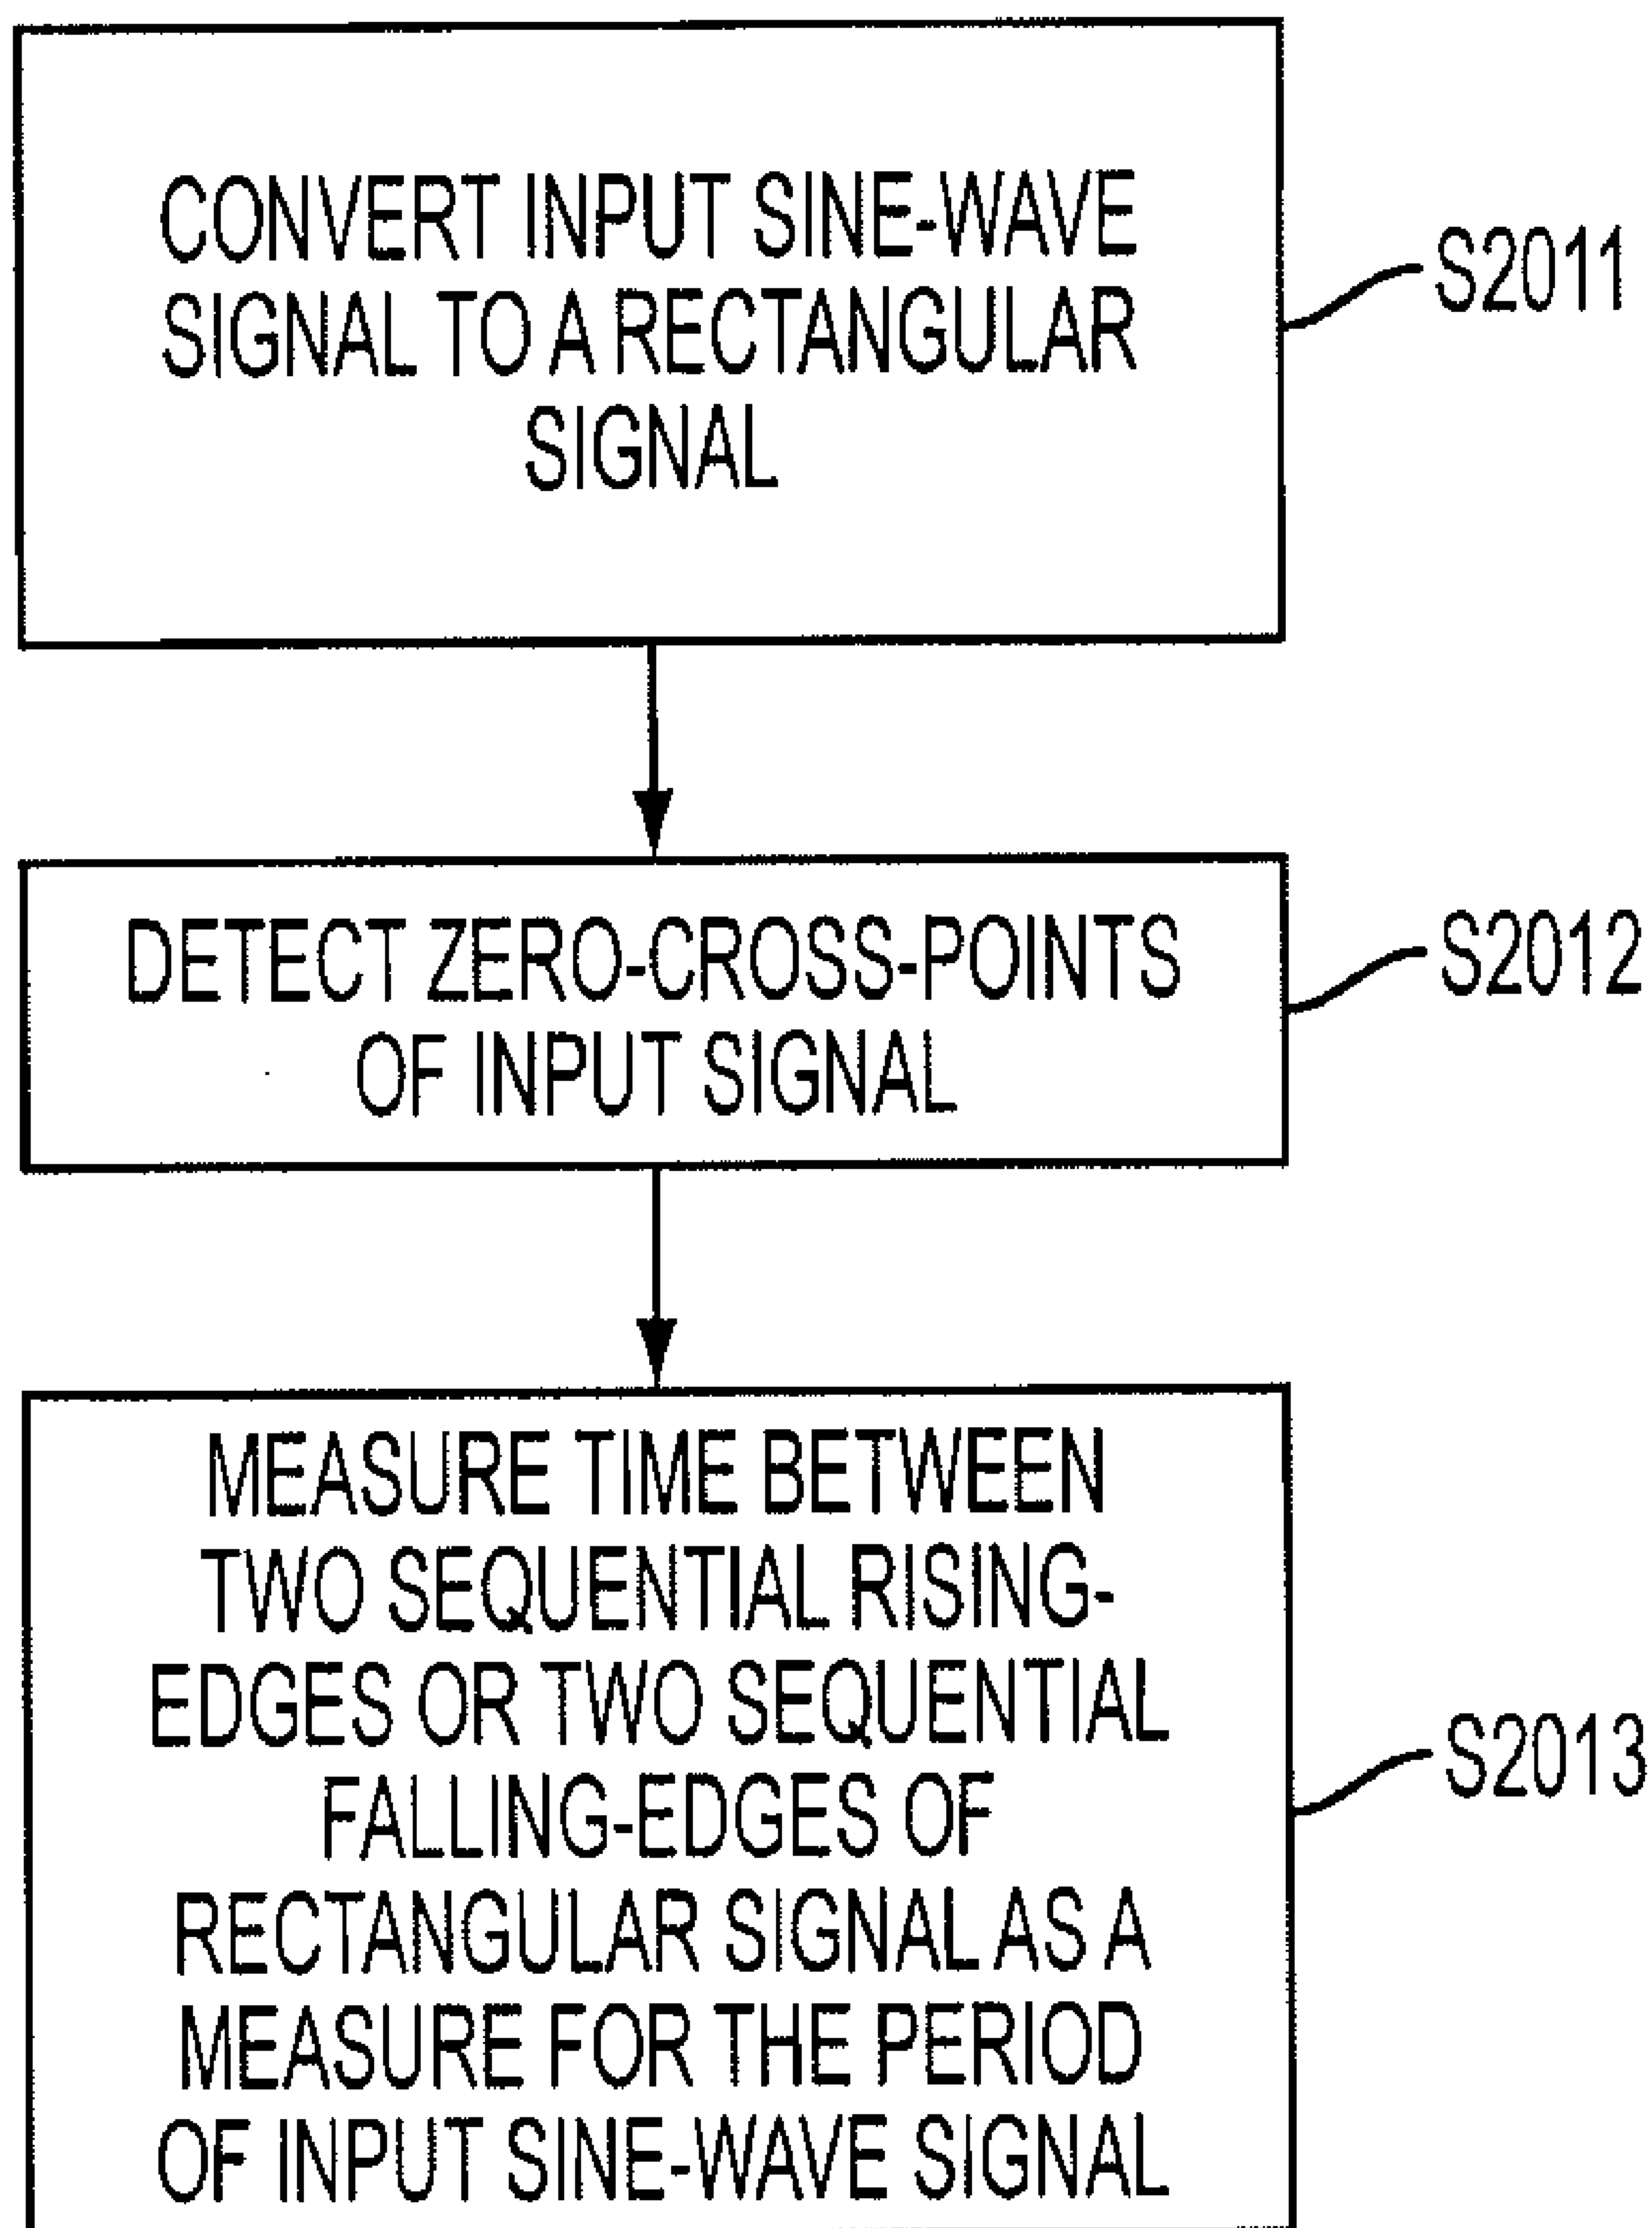 CONVERT INPUT SINE-WAVE
SIGNAL TO A RECTANGULAR
SIGNAL
S2011
DETECT ZERO-CROSS-POINTS
OF INPUT SIGNAL
S2012
MEASURE TIME BETWEEN
TWO SEQUENTIAL RISING-
EDGES OR TWO SEQUENTIAL
FALLING-EDGES OF
RECTANGULAR SIGNAL AS A
MEASURE FOR THE PERIOD
OF INPUT SINE-WAVE SIGNAL
S2013